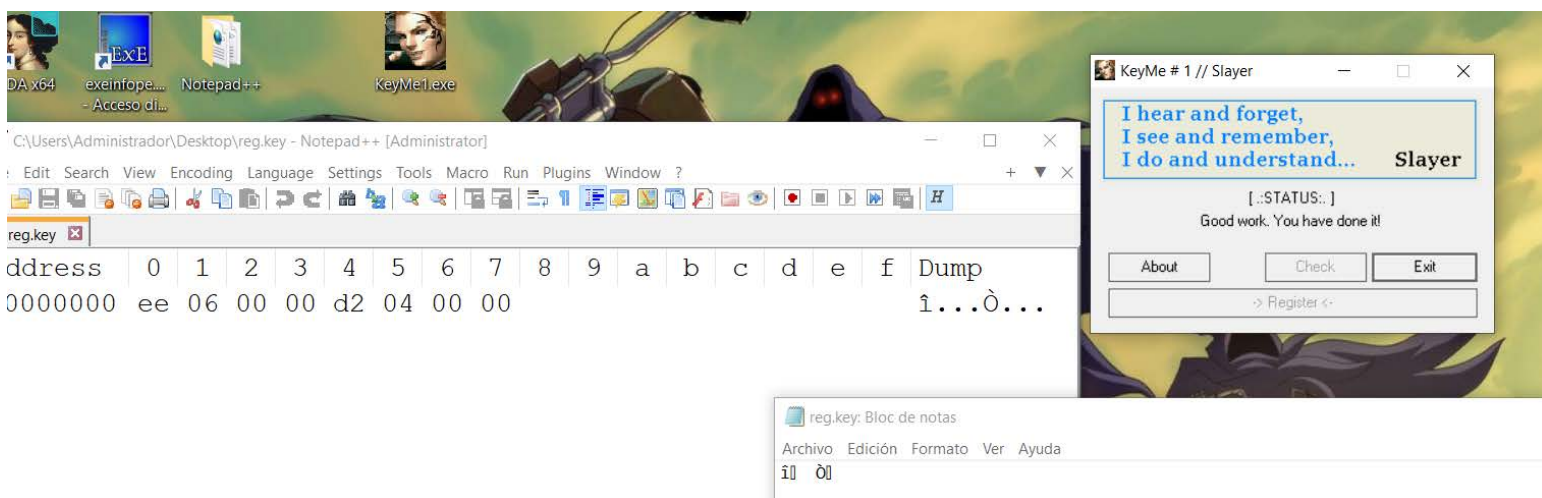 DA x64
exeinfope....
- Acceso di...
Notepad++
KeyMe1.exe
C:\Users\Administrador\Desktop\reg.key - Notepad++ [Administrator]
Edit Search View Encoding Language Settings Tools Macro Run Plugins Window ?
reg.key
ddress 0 1 2 3 4 5 6 7 8 9 a b c d e f Dump
0000000 ee 06 00 00 d2 04 00 00 î...Ò...
KeyMe # 1 // Slayer
I hear and forget,
I see and remember,
I do and understand... Slayer
[ .:STATUS:. ]
Good work. You have done it!
About Check Exit
-> Register <-
reg.key: Bloc de notas
Archivo Edición Formato Ver Ayuda
î▯ Ò▯